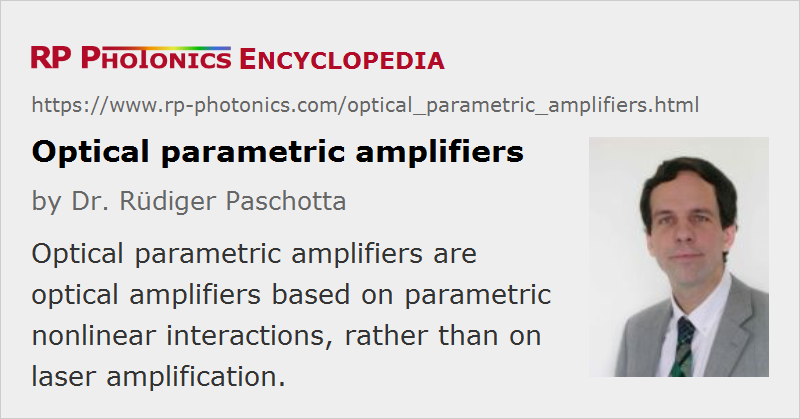 RP PHOTONICS ENCYCLOPEDIA
https://www.rp-photonics.com/optical_parametric_amplifiers.html
Optical parametric amplifiers
by Dr. Rüdiger Paschotta
Optical parametric amplifiers are
optical amplifiers based on parametric
nonlinear interactions, rather than on
laser amplification.